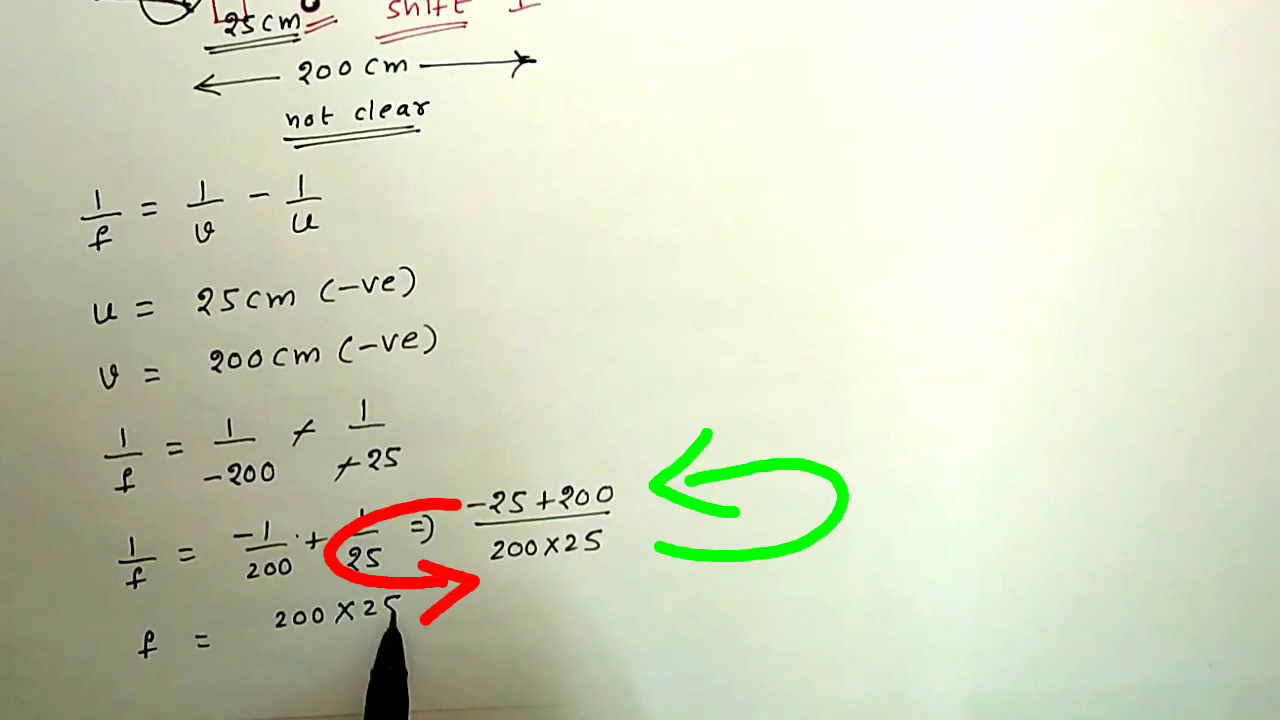 25cm shift I
200 cm
not clear
1/f = 1/v - 1/u
u = 25cm (-ve)
v = 200cm (-ve)
1/f = 1/-200 + 1/+25
1/f = -1/200 + 1/25 => -25+200/200×25
f = 200×25